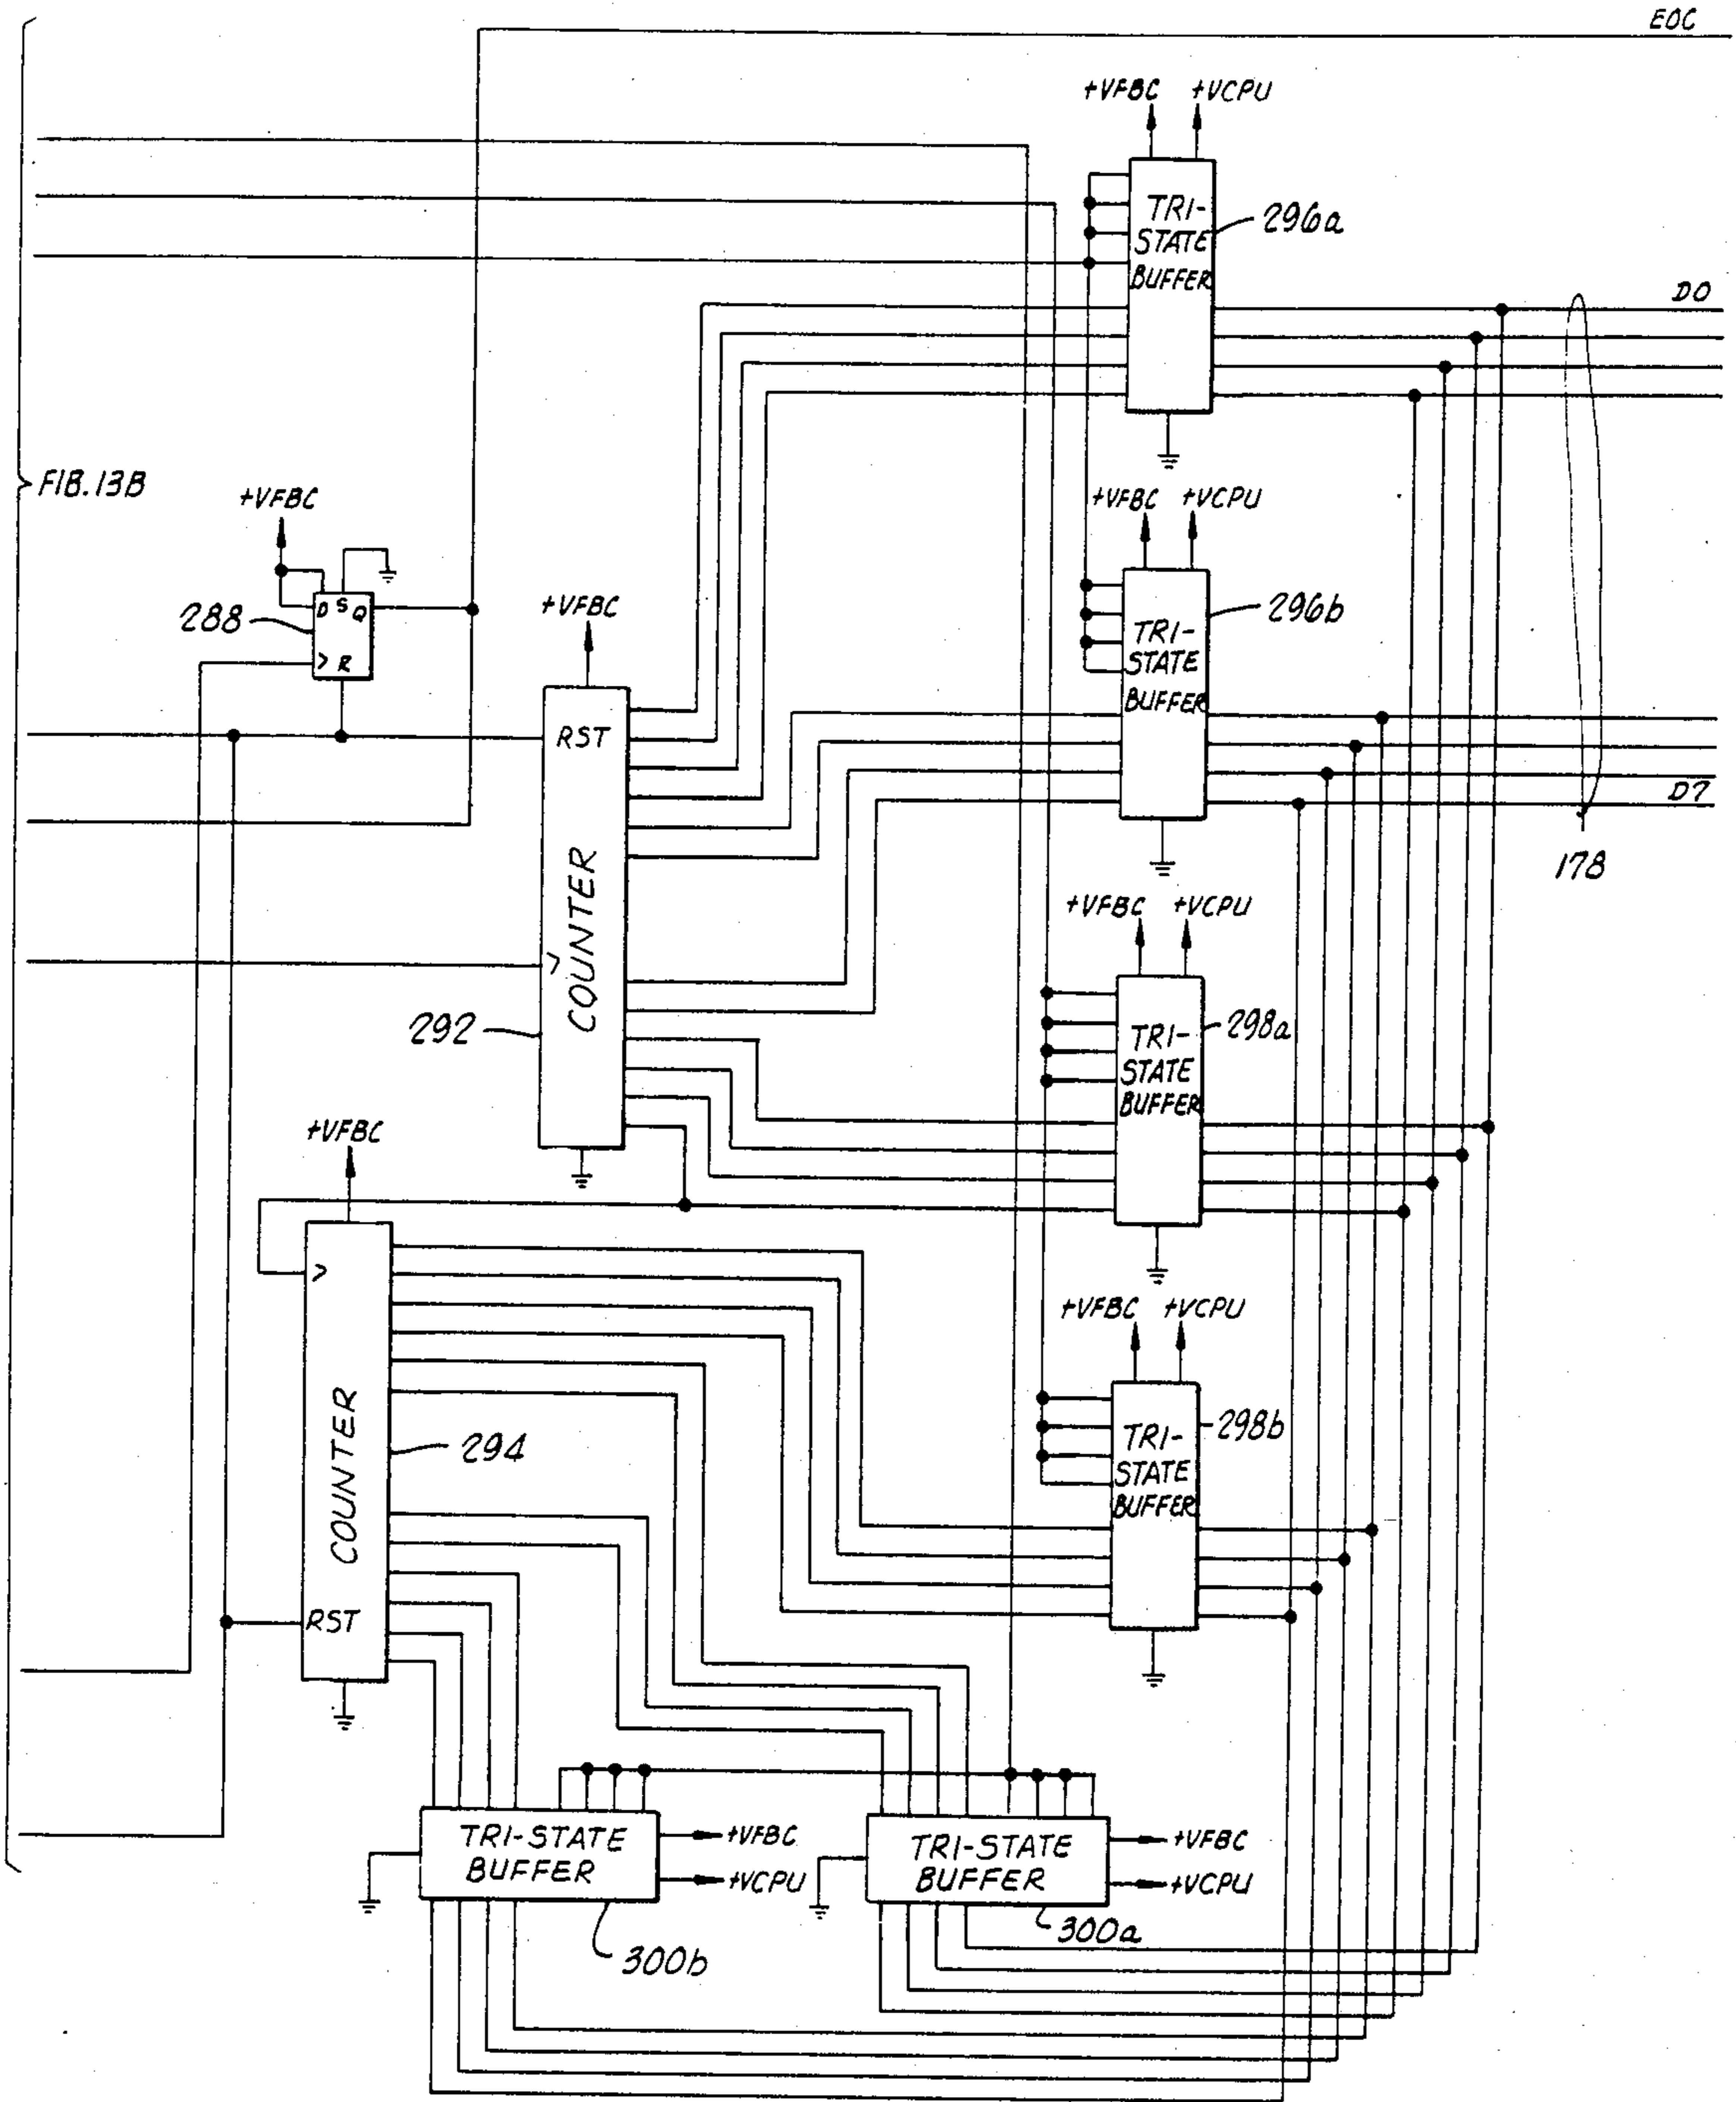 EOC
+VFBC +VCPU
TRI-
STATE
BUFFER
296a
D0
FIB.13B
+VFBC
D S Q
> R
288
+VFBC +VCPU
TRI-
STATE
BUFFER
296b
+VFBC
RST
>
COUNTER
292
D7
178
+VFBC +VCPU
TRI-
STATE
BUFFER
298a
+VFBC
>
COUNTER
RST
294
+VFBC +VCPU
TRI-
STATE
BUFFER
298b
TRI-STATE
BUFFER
+VFBC
+VCPU
300b
TRI-STATE
BUFFER
+VFBC
+VCPU
300a